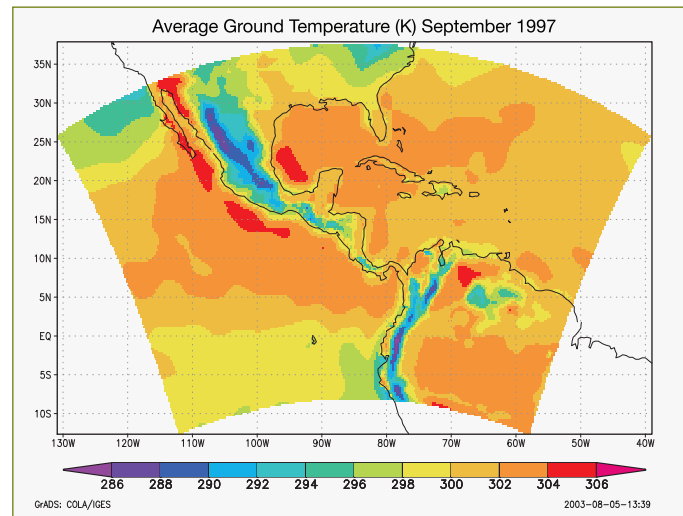 Average Ground Temperature (K) September 1997
35N
30N
25N
20N
15N
10N
5N
EQ
5S
10S
130W 120W 110W 100W 90W 80W 70W 60W 50W 40W
286 288 290 292 294 296 298 300 302 304 306
GrADS: COLA/IGES 2003-08-05-13:39